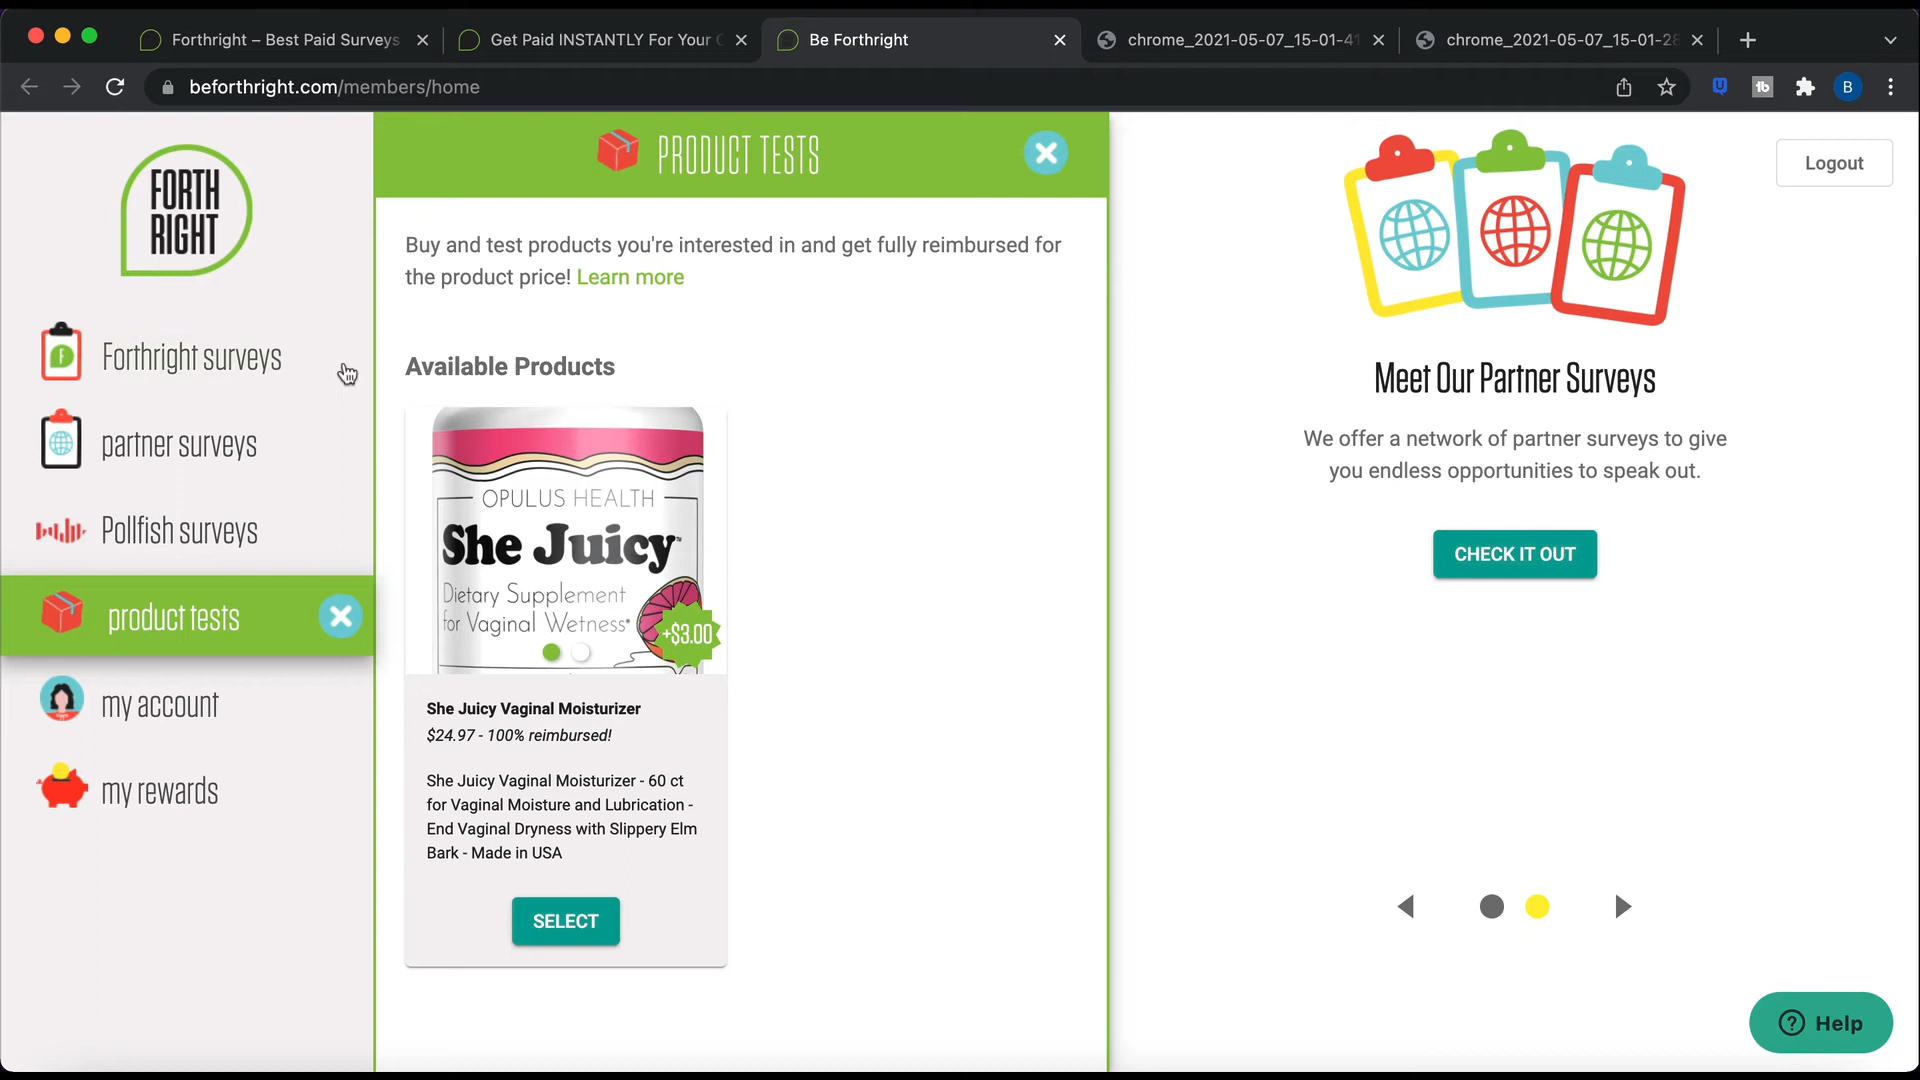 Forthright – Best Paid Surveys
Get Paid INSTANTLY For Your
Be Forthright
chrome_2021-05-07_15-01-41
chrome_2021-05-07_15-01-28
beforthright.com/members/home
B
FORTH
RIGHT
Forthright surveys
partner surveys
Pollfish surveys
product tests
my account
my rewards
PRODUCT TESTS
Buy and test products you're interested in and get fully reimbursed for
the product price! Learn more
Available Products
OPULUS HEALTH
She Juicy™
Dietary Supplement
for Vaginal Wetness*
+$3.00
She Juicy Vaginal Moisturizer
$24.97 - 100% reimbursed!
She Juicy Vaginal Moisturizer - 60 ct
for Vaginal Moisture and Lubrication -
End Vaginal Dryness with Slippery Elm
Bark - Made in USA
SELECT
Logout
Meet Our Partner Surveys
We offer a network of partner surveys to give
you endless opportunities to speak out.
CHECK IT OUT
Help